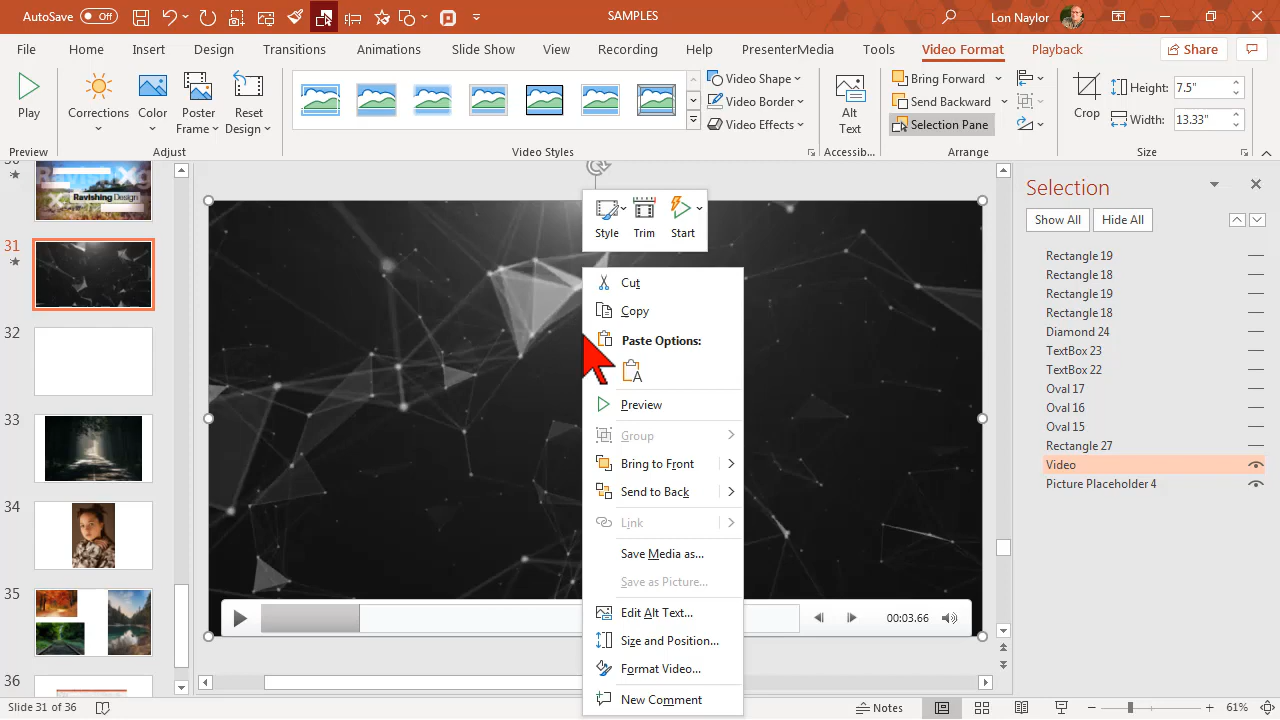 AutoSave Off
SAMPLES
Lon Naylor
File Home Insert Design Transitions Animations Slide Show View Recording Help PresenterMedia Tools Video Format Playback Share
Play
Corrections
Color
Poster Frame
Reset Design
Video Shape
Video Border
Video Effects
Alt Text
Bring Forward
Send Backward
Selection Pane
Crop
Height: 7.5"
Width: 13.33"
Preview Adjust Video Styles Accessib... Arrange Size
30
Ravishing Design
31
32
33
34
35
36
Style Trim Start
Cut
Copy
Paste Options:
A
Preview
Group
Bring to Front
Send to Back
Link
Save Media as...
Save as Picture...
Edit Alt Text...
Size and Position...
Format Video...
New Comment
00:03.66
Selection
Show All Hide All
Rectangle 19
Rectangle 18
Rectangle 19
Rectangle 18
Diamond 24
TextBox 23
TextBox 22
Oval 17
Oval 16
Oval 15
Rectangle 27
Video
Picture Placeholder 4
Slide 31 of 36
Notes
61%